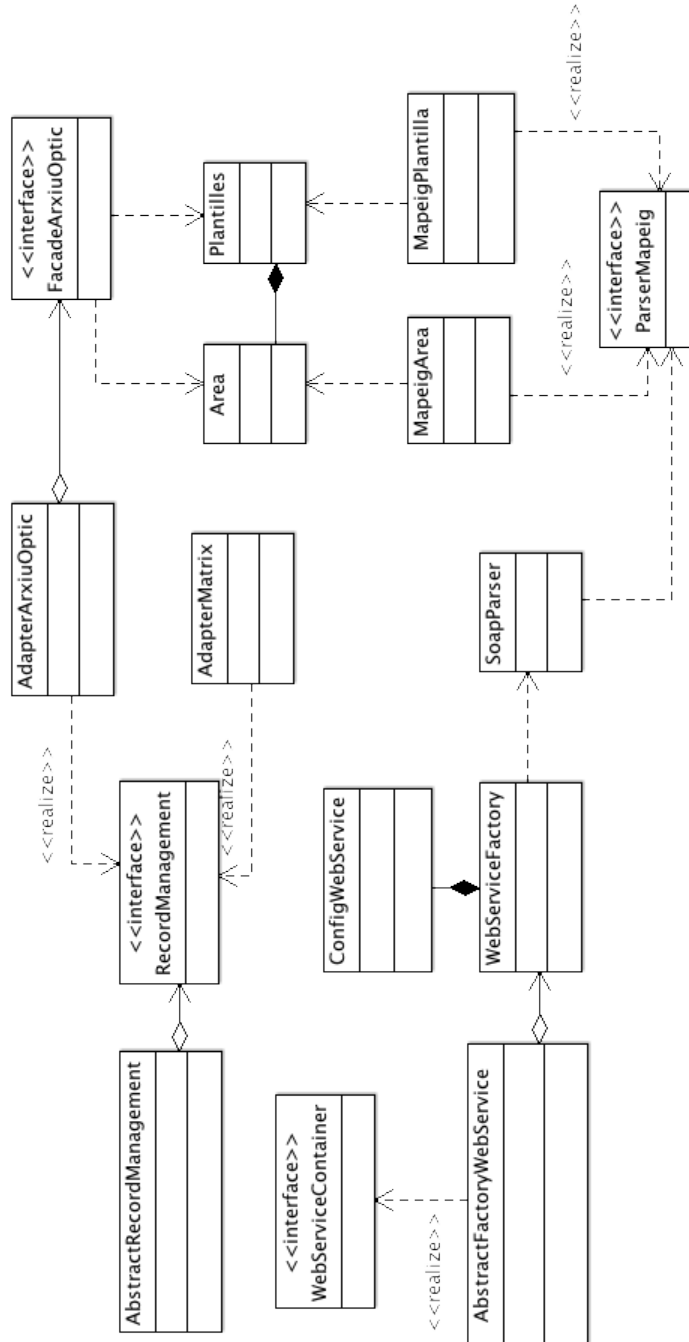 AbstractRecordManagement
<<interface>>
RecordManagement
<<realize>>
<<realize>>
AdapterArxiuOptic
AdapterMatrix
<<interface>>
FacadeArxiuOptic
Area
Plantilles
<<interface>>
WebServiceContainer
<<realize>>
AbstractFactoryWebService
ConfigWebService
WebServiceFactory
SoapParser
MapeigArea
MapeigPlantilla
<<realize>>
<<realize>>
<<interface>>
ParserMapeig